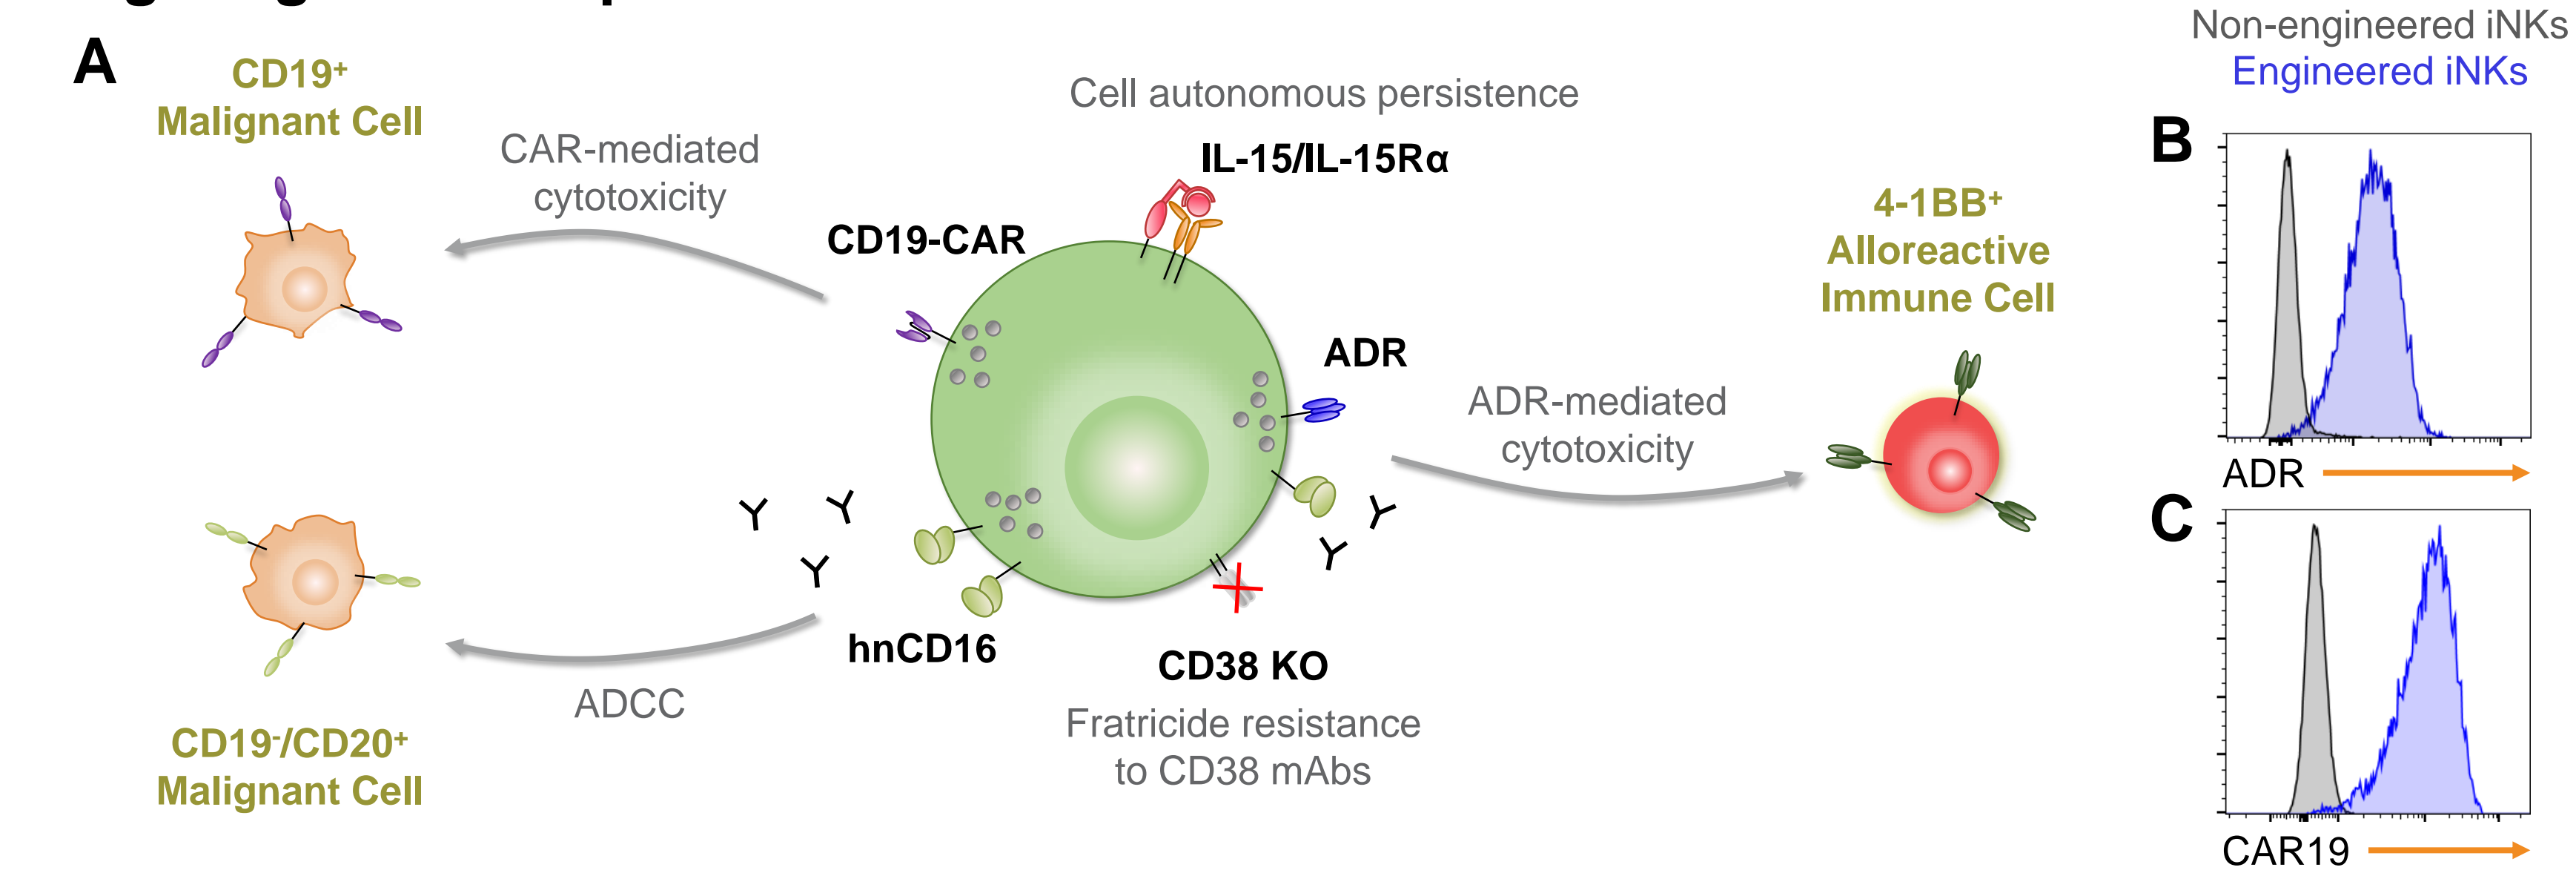 A
CD19⁺
Malignant Cell
CAR-mediated
cytotoxicity
Cell autonomous persistence
IL-15/IL-15Rα
CD19-CAR
ADR
4-1BB⁺
Alloreactive
Immune Cell
ADR-mediated
cytotoxicity
hnCD16
ADCC
CD38 KO
Fratricide resistance
to CD38 mAbs
CD19⁻/CD20⁺
Malignant Cell
Non-engineered iNKs
Engineered iNKs
B
ADR
C
CAR19